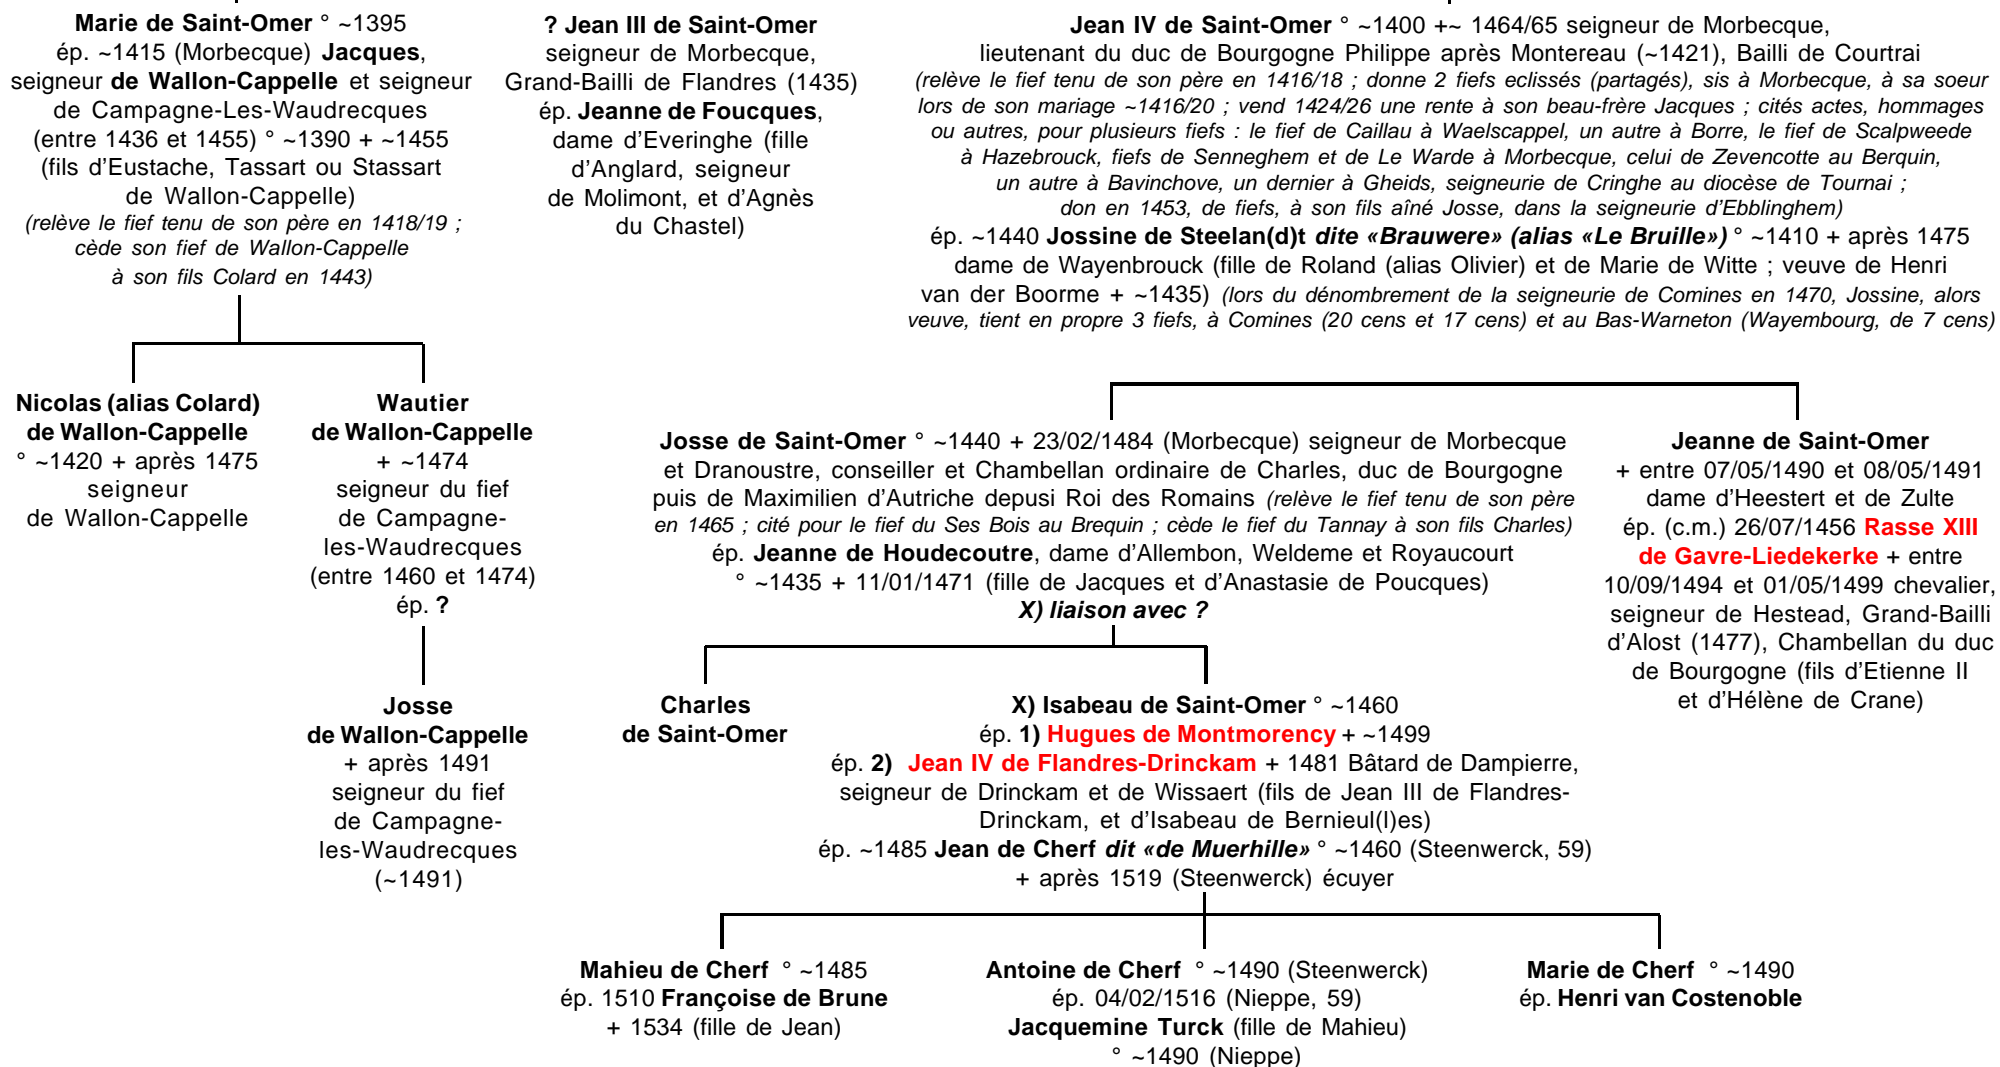 Marie de Saint-Omer ° ~1395
ép. ~1415 (Morbecque) Jacques,
seigneur de Wallon-Cappelle et seigneur
de Campagne-Les-Waudrecques
(entre 1436 et 1455) ° ~1390 + ~1455
(fils d'Eustache, Tassart ou Stassart
de Wallon-Cappelle)
(relève le fief tenu de son père en 1418/19 ;
cède son fief de Wallon-Cappelle
à son fils Colard en 1443)
? Jean III de Saint-Omer
seigneur de Morbecque,
Grand-Bailli de Flandres (1435)
ép. Jeanne de Foucques,
dame d'Everinghe (fille
d'Anglard, seigneur
de Molimont, et d'Agnès
du Chastel)
Jean IV de Saint-Omer ° ~1400 +~ 1464/65 seigneur de Morbecque,
lieutenant du duc de Bourgogne Philippe après Montereau (~1421), Bailli de Courtrai
(relève le fief tenu de son père en 1416/18 ; donne 2 fiefs eclissés (partagés), sis à Morbecque, à sa soeur
lors de son mariage ~1416/20 ; vend 1424/26 une rente à son beau-frère Jacques ; cités actes, hommages
ou autres, pour plusieurs fiefs : le fief de Caillau à Waelscappel, un autre à Borre, le fief de Scalpweede
à Hazebrouck, fiefs de Senneghem et de Le Warde à Morbecque, celui de Zevencotte au Berquin,
un autre à Bavinchove, un dernier à Gheids, seigneurie de Cringhe au diocèse de Tournai ;
don en 1453, de fiefs, à son fils aîné Josse, dans la seigneurie d'Ebblinghem)
ép. ~1440 Jossine de Steelan(d)t dite «Brauwere» (alias «Le Bruille») ° ~1410 + après 1475
dame de Wayenbrouck (fille de Roland (alias Olivier) et de Marie de Witte ; veuve de Henri
van der Boorme + ~1435) (lors du dénombrement de la seigneurie de Comines en 1470, Jossine, alors
veuve, tient en propre 3 fiefs, à Comines (20 cens et 17 cens) et au Bas-Warneton (Wayembourg, de 7 cens)
Nicolas (alias Colard)
de Wallon-Cappelle
° ~1420 + après 1475
seigneur
de Wallon-Cappelle
Wautier
de Wallon-Cappelle
+ ~1474
seigneur du fief
de Campagne-
les-Waudrecques
(entre 1460 et 1474)
ép. ?
Josse de Saint-Omer ° ~1440 + 23/02/1484 (Morbecque) seigneur de Morbecque
et Dranoustre, conseiller et Chambellan ordinaire de Charles, duc de Bourgogne
puis de Maximilien d'Autriche depusi Roi des Romains (relève le fief tenu de son père
en 1465 ; cité pour le fief du Ses Bois au Brequin ; cède le fief du Tannay à son fils Charles)
ép. Jeanne de Houdecoutre, dame d'Allembon, Weldeme et Royaucourt
° ~1435 + 11/01/1471 (fille de Jacques et d'Anastasie de Poucques)
X) liaison avec ?
Jeanne de Saint-Omer
+ entre 07/05/1490 et 08/05/1491
dame d'Heestert et de Zulte
ép. (c.m.) 26/07/1456 Rasse XIII
de Gavre-Liedekerke + entre
10/09/1494 et 01/05/1499 chevalier,
seigneur de Hestead, Grand-Bailli
d'Alost (1477), Chambellan du duc
de Bourgogne (fils d'Etienne II
et d'Hélène de Crane)
Josse
de Wallon-Cappelle
+ après 1491
seigneur du fief
de Campagne-
les-Waudrecques
(~1491)
Charles
de Saint-Omer
X) Isabeau de Saint-Omer ° ~1460
ép. 1) Hugues de Montmorency + ~1499
ép. 2) Jean IV de Flandres-Drinckam + 1481 Bâtard de Dampierre,
seigneur de Drinckam et de Wissaert (fils de Jean III de Flandres-
Drinckam, et d'Isabeau de Bernieul(l)es)
ép. ~1485 Jean de Cherf dit «de Muerhille» ° ~1460 (Steenwerck, 59)
+ après 1519 (Steenwerck) écuyer
Mahieu de Cherf ° ~1485
ép. 1510 Françoise de Brune
+ 1534 (fille de Jean)
Antoine de Cherf ° ~1490 (Steenwerck)
ép. 04/02/1516 (Nieppe, 59)
Jacquemine Turck (fille de Mahieu)
° ~1490 (Nieppe)
Marie de Cherf ° ~1490
ép. Henri van Costenoble